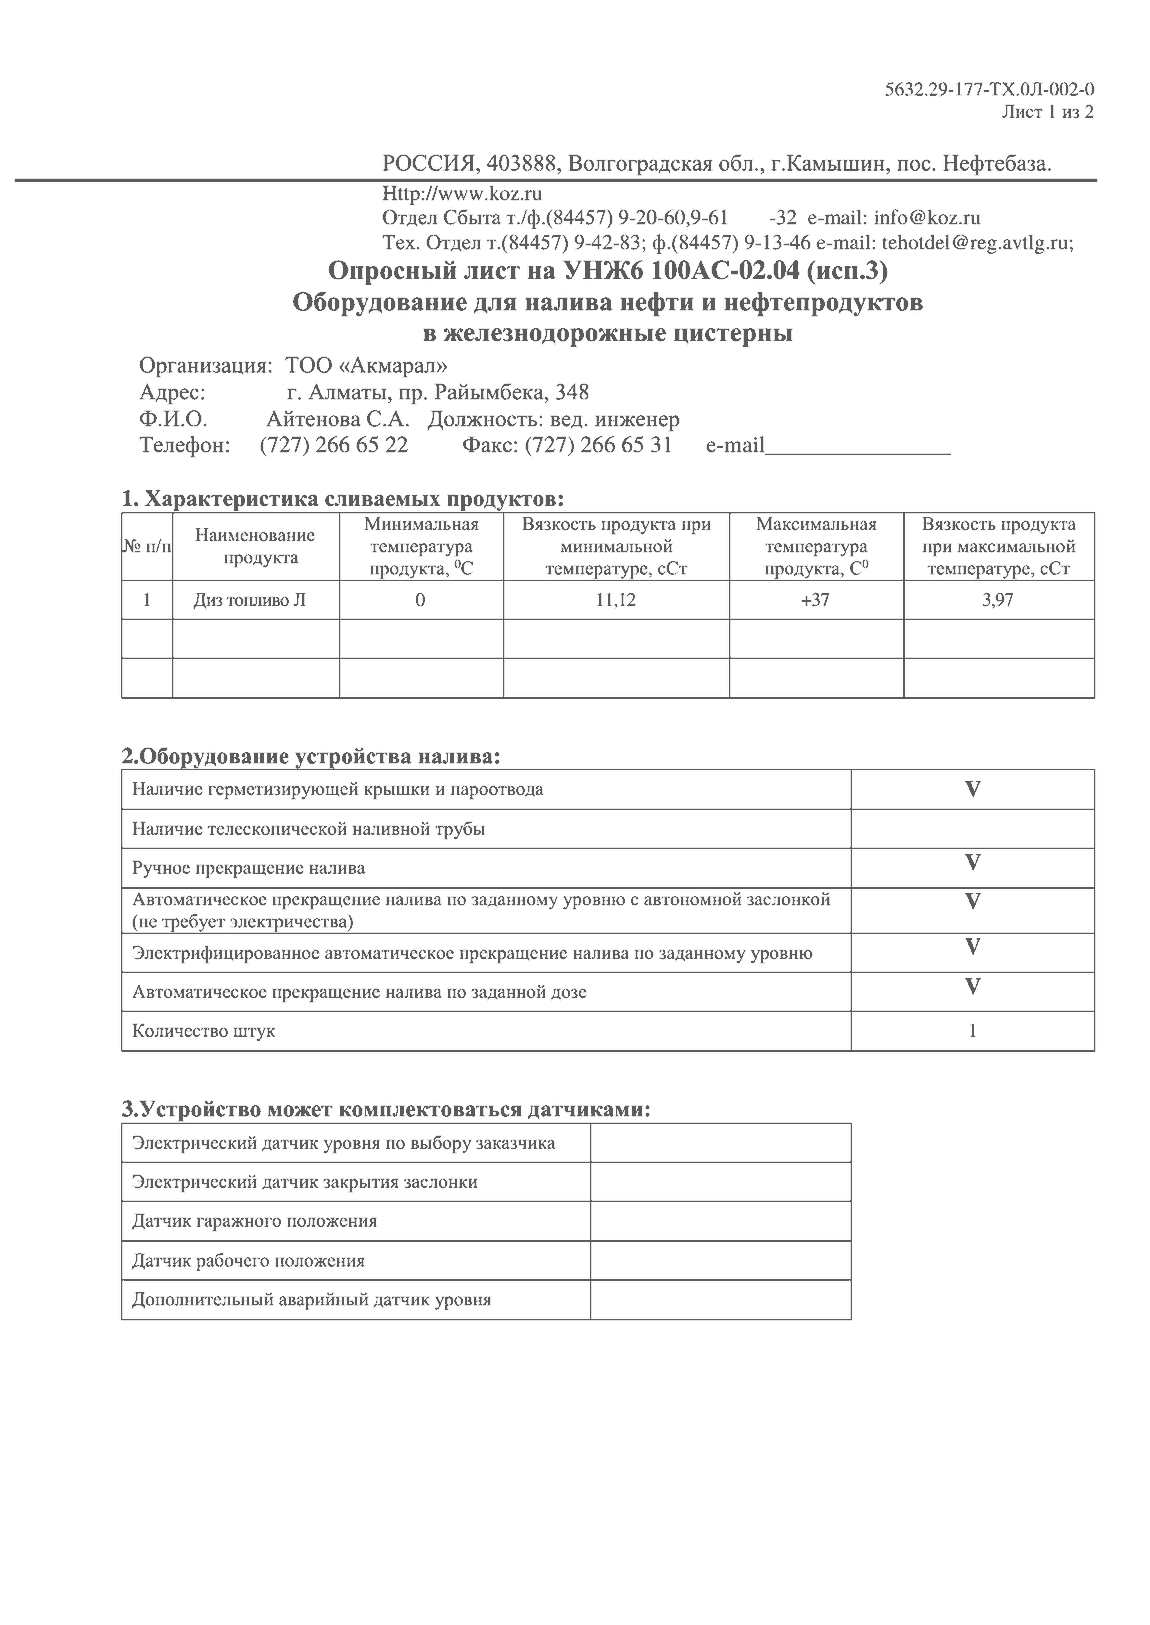 5632.29-177-ТХ.0Л-002-0
Лист 1 из 2
РОССИЯ, 403888, Волгоградская обл., г.Камышин, пос. Нефтебаза.
Http://www.koz.ru
Отдел Сбыта т./ф.(84457) 9-20-60,9-61 -32 e-mail: info@koz.ru
Тех. Отдел т.(84457) 9-42-83; ф.(84457) 9-13-46 e-mail: tehotdel@reg.avtlg.ru;
Опросный лист на УНЖ6 100АС-02.04 (исп.3)
Оборудование для налива нефти и нефтепродуктов
в железнодорожные цистерны
Организация: ТОО «Акмарал»
Адрес: г. Алматы, пр. Райымбека, 348
Ф.И.О. Айтенова С.А. Должность: вед. инженер
Телефон: (727) 266 65 22 Факс: (727) 266 65 31 e-mail_________________
1. Характеристика сливаемых продуктов:
№ п/п
Наименование
продукта
Минимальная
температура
продукта, ⁰С
Вязкость продукта при
минимальной
температуре, сСт
Максимальная
температура
продукта, С⁰
Вязкость продукта
при максимальной
температуре, сСт
1 Диз топливо Л 0 11,12 +37 3,97
2.Оборудование устройства налива:
Наличие герметизирующей крышки и пароотвода V
Наличие телескопической наливной трубы
Ручное прекращение налива V
Автоматическое прекращение налива по заданному уровню с автономной заслонкой V
(не требует электричества)
Электрифицированное автоматическое прекращение налива по заданному уровню V
Автоматическое прекращение налива по заданной дозе V
Количество штук 1
3.Устройство может комплектоваться датчиками:
Электрический датчик уровня по выбору заказчика
Электрический датчик закрытия заслонки
Датчик гаражного положения
Датчик рабочего положения
Дополнительный аварийный датчик уровня